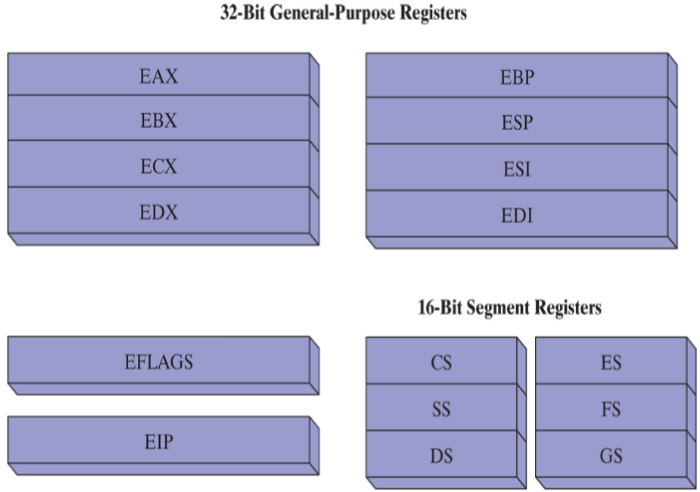 32-Bit General-Purpose Registers
EAX
EBX
ECX
EDX
EBP
ESP
ESI
EDI
EFLAGS
EIP
16-Bit Segment Registers
CS
SS
DS
ES
FS
GS